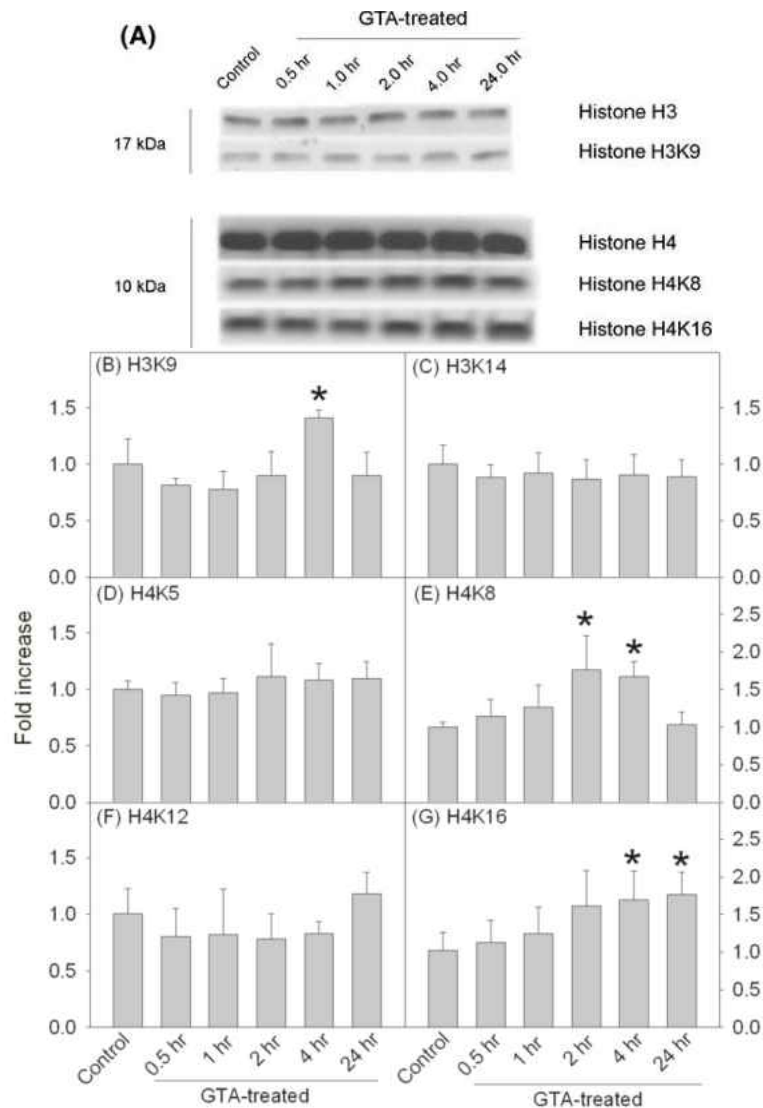 (A)
GTA-treated
Control 0.5 hr 1.0 hr 2.0 hr 4.0 hr 24.0 hr
17 kDa
Histone H3
Histone H3K9
10 kDa
Histone H4
Histone H4K8
Histone H4K16
Fold increase
(B) H3K9
*
1.5
1.0
0.5
0.0
(C) H3K14
1.5
1.0
0.5
0.0
(D) H4K5
1.5
1.0
0.5
0.0
(E) H4K8
* *
2.5
2.0
1.5
1.0
0.5
0.0
(F) H4K12
1.5
1.0
0.5
0.0
(G) H4K16
* *
2.5
2.0
1.5
1.0
0.5
0.0
Control 0.5 hr 1 hr 2 hr 4 hr 24 hr
GTA-treated
Control 0.5 hr 1 hr 2 hr 4 hr 24 hr
GTA-treated